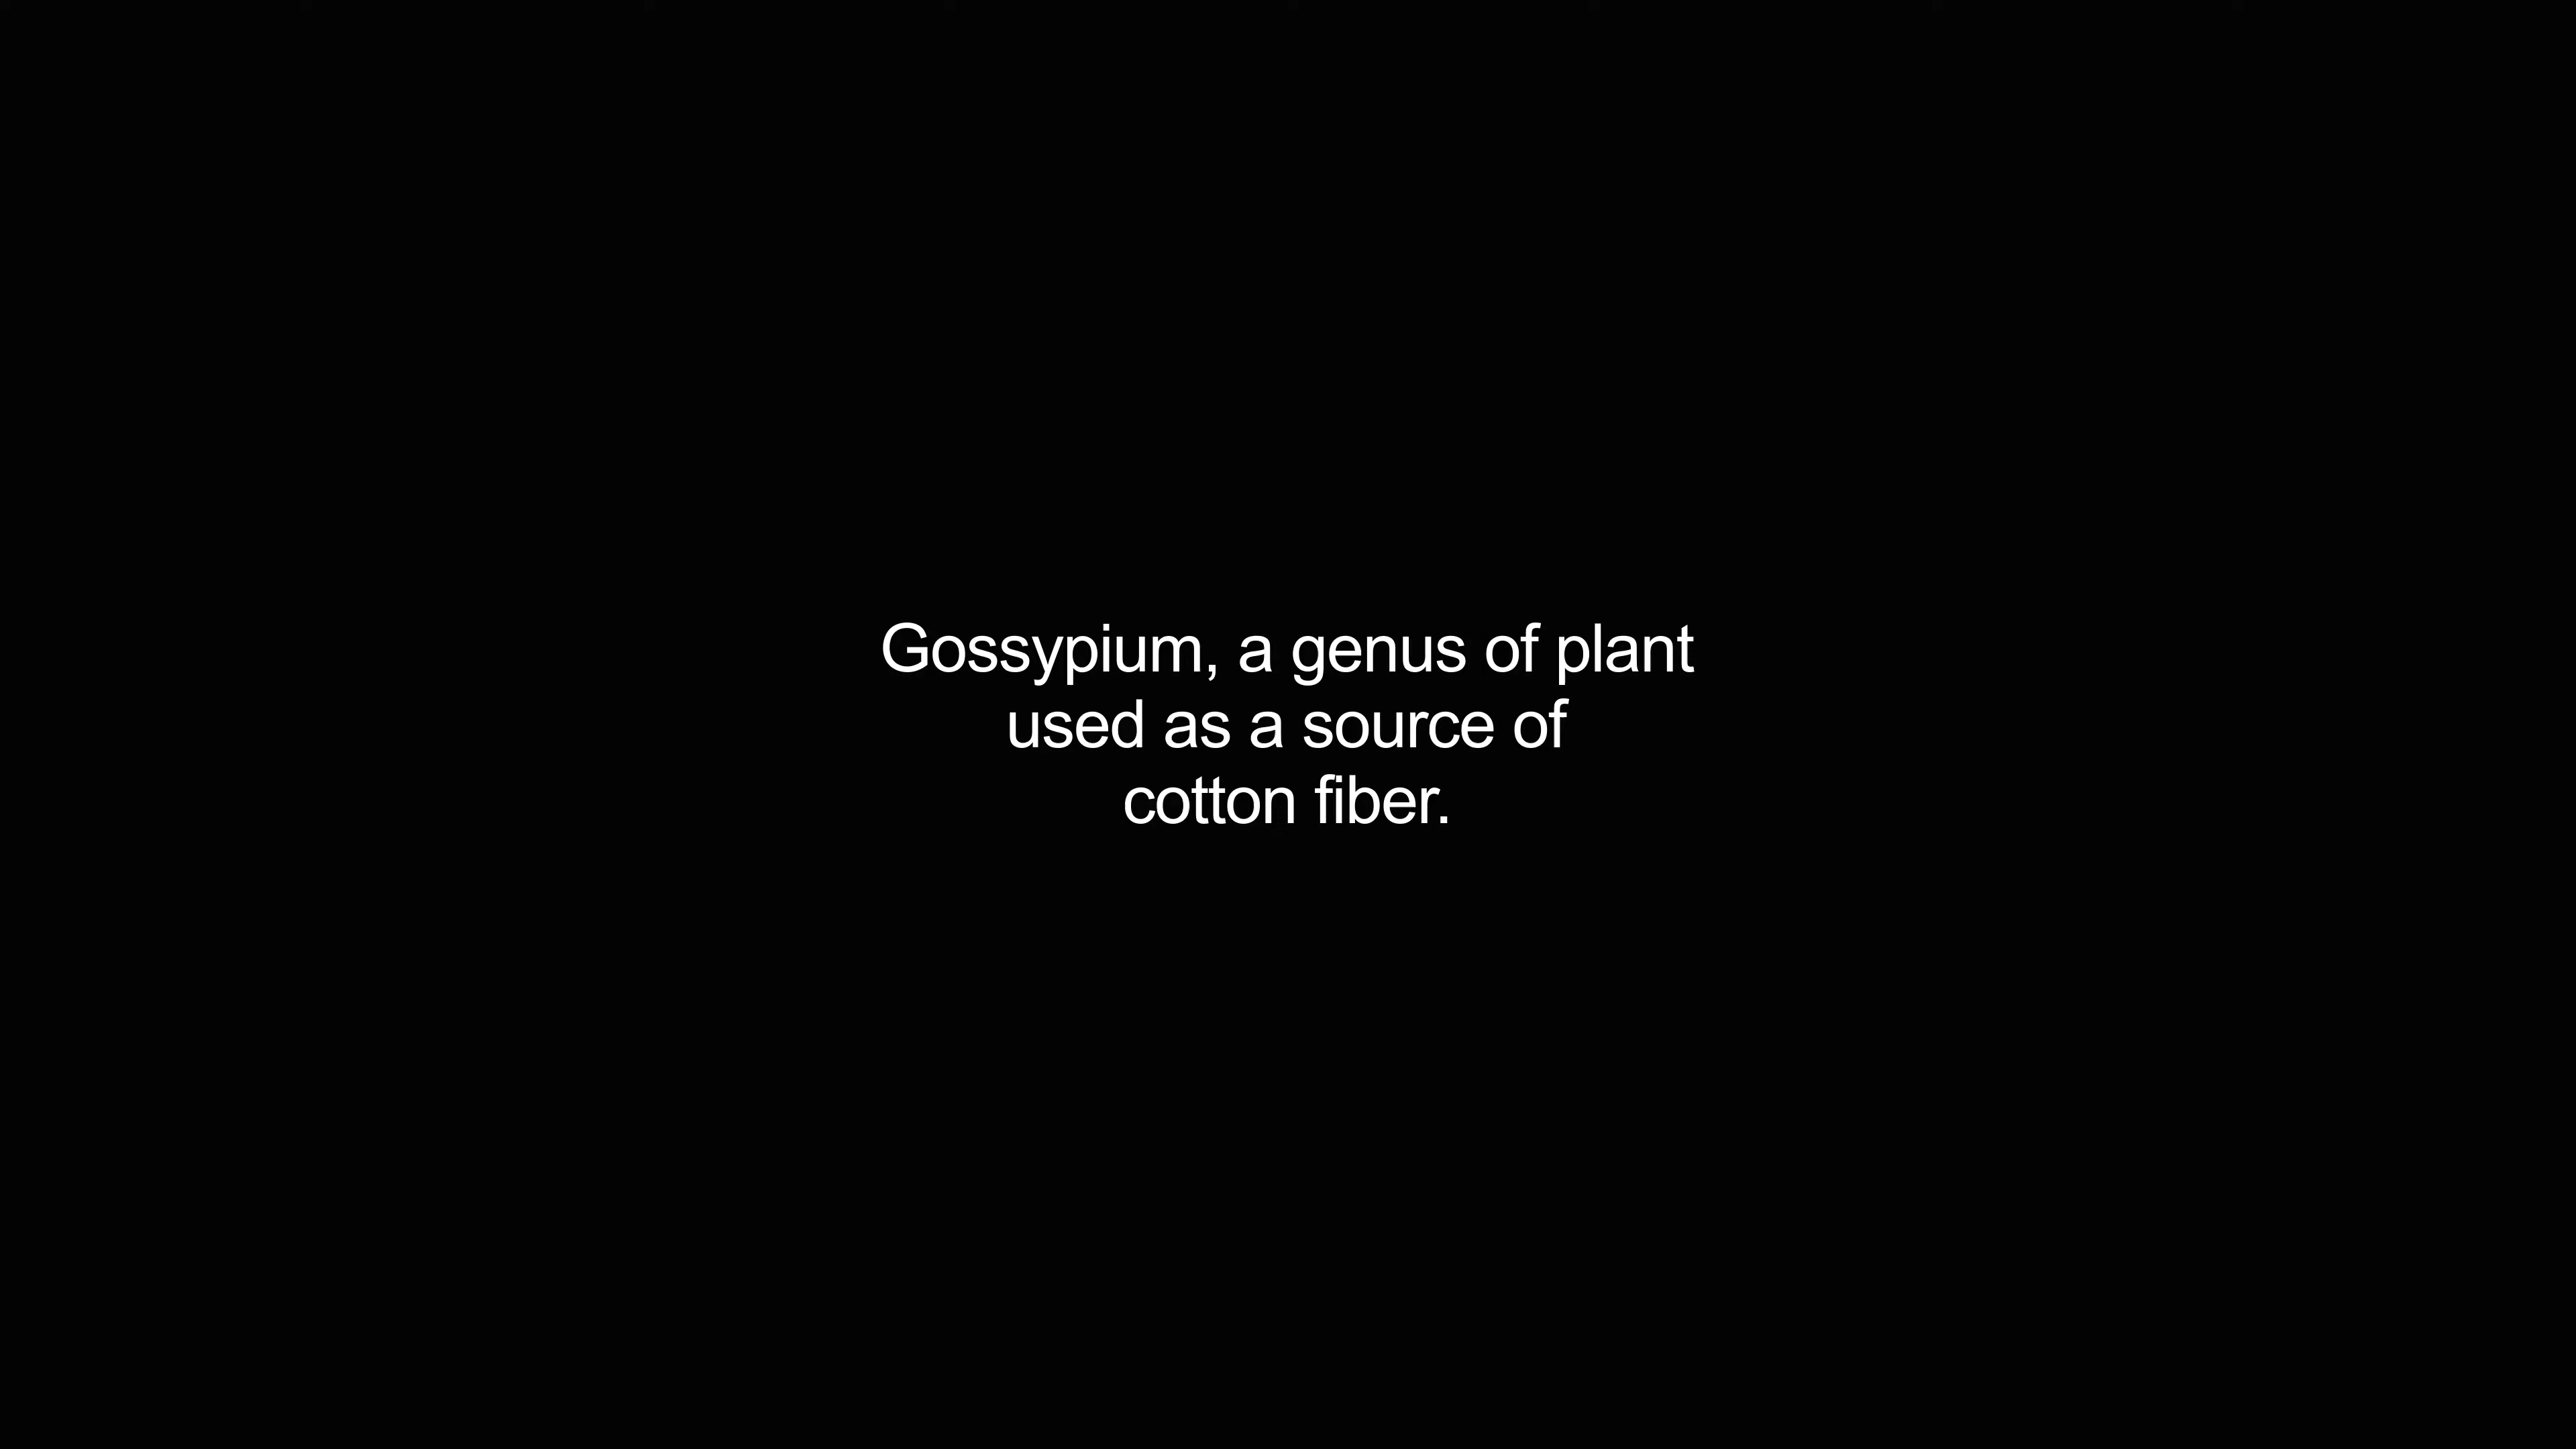 Gossypium, a genus of plant
used as a source of
cotton fiber.